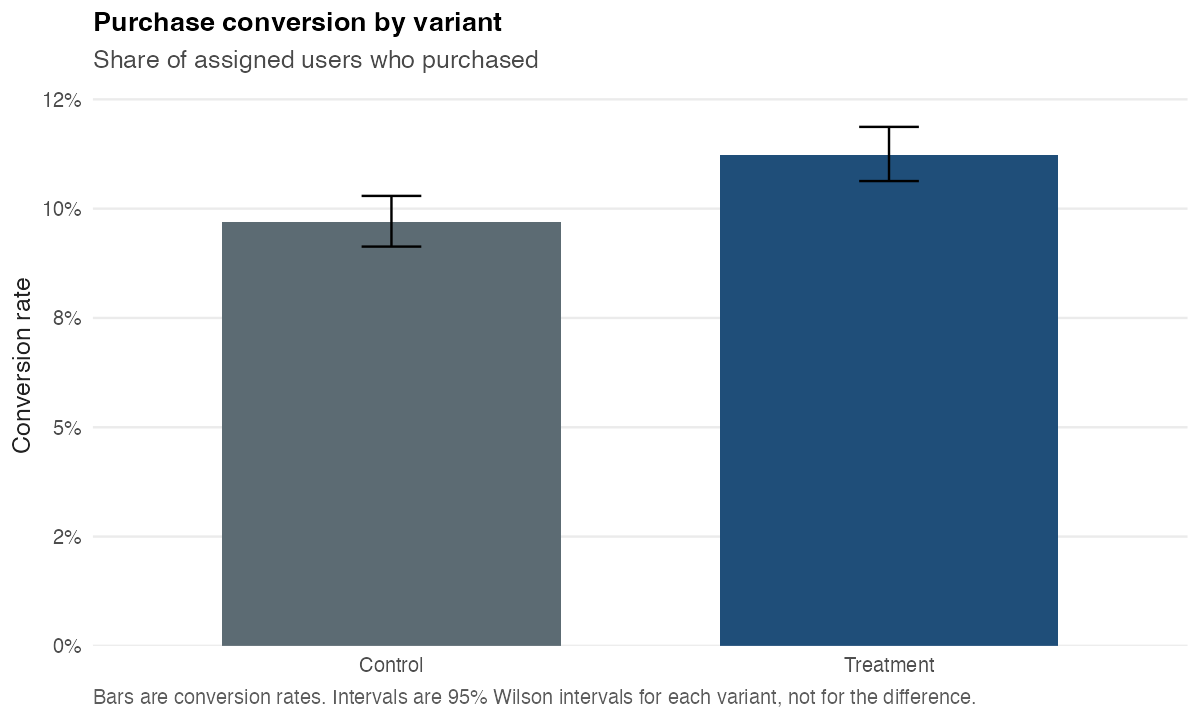 Purchase conversion by variant
Share of assigned users who purchased
12%
10%
8%
5%
2%
0%
Conversion rate
Control
Treatment
Bars are conversion rates. Intervals are 95% Wilson intervals for each variant, not for the difference.